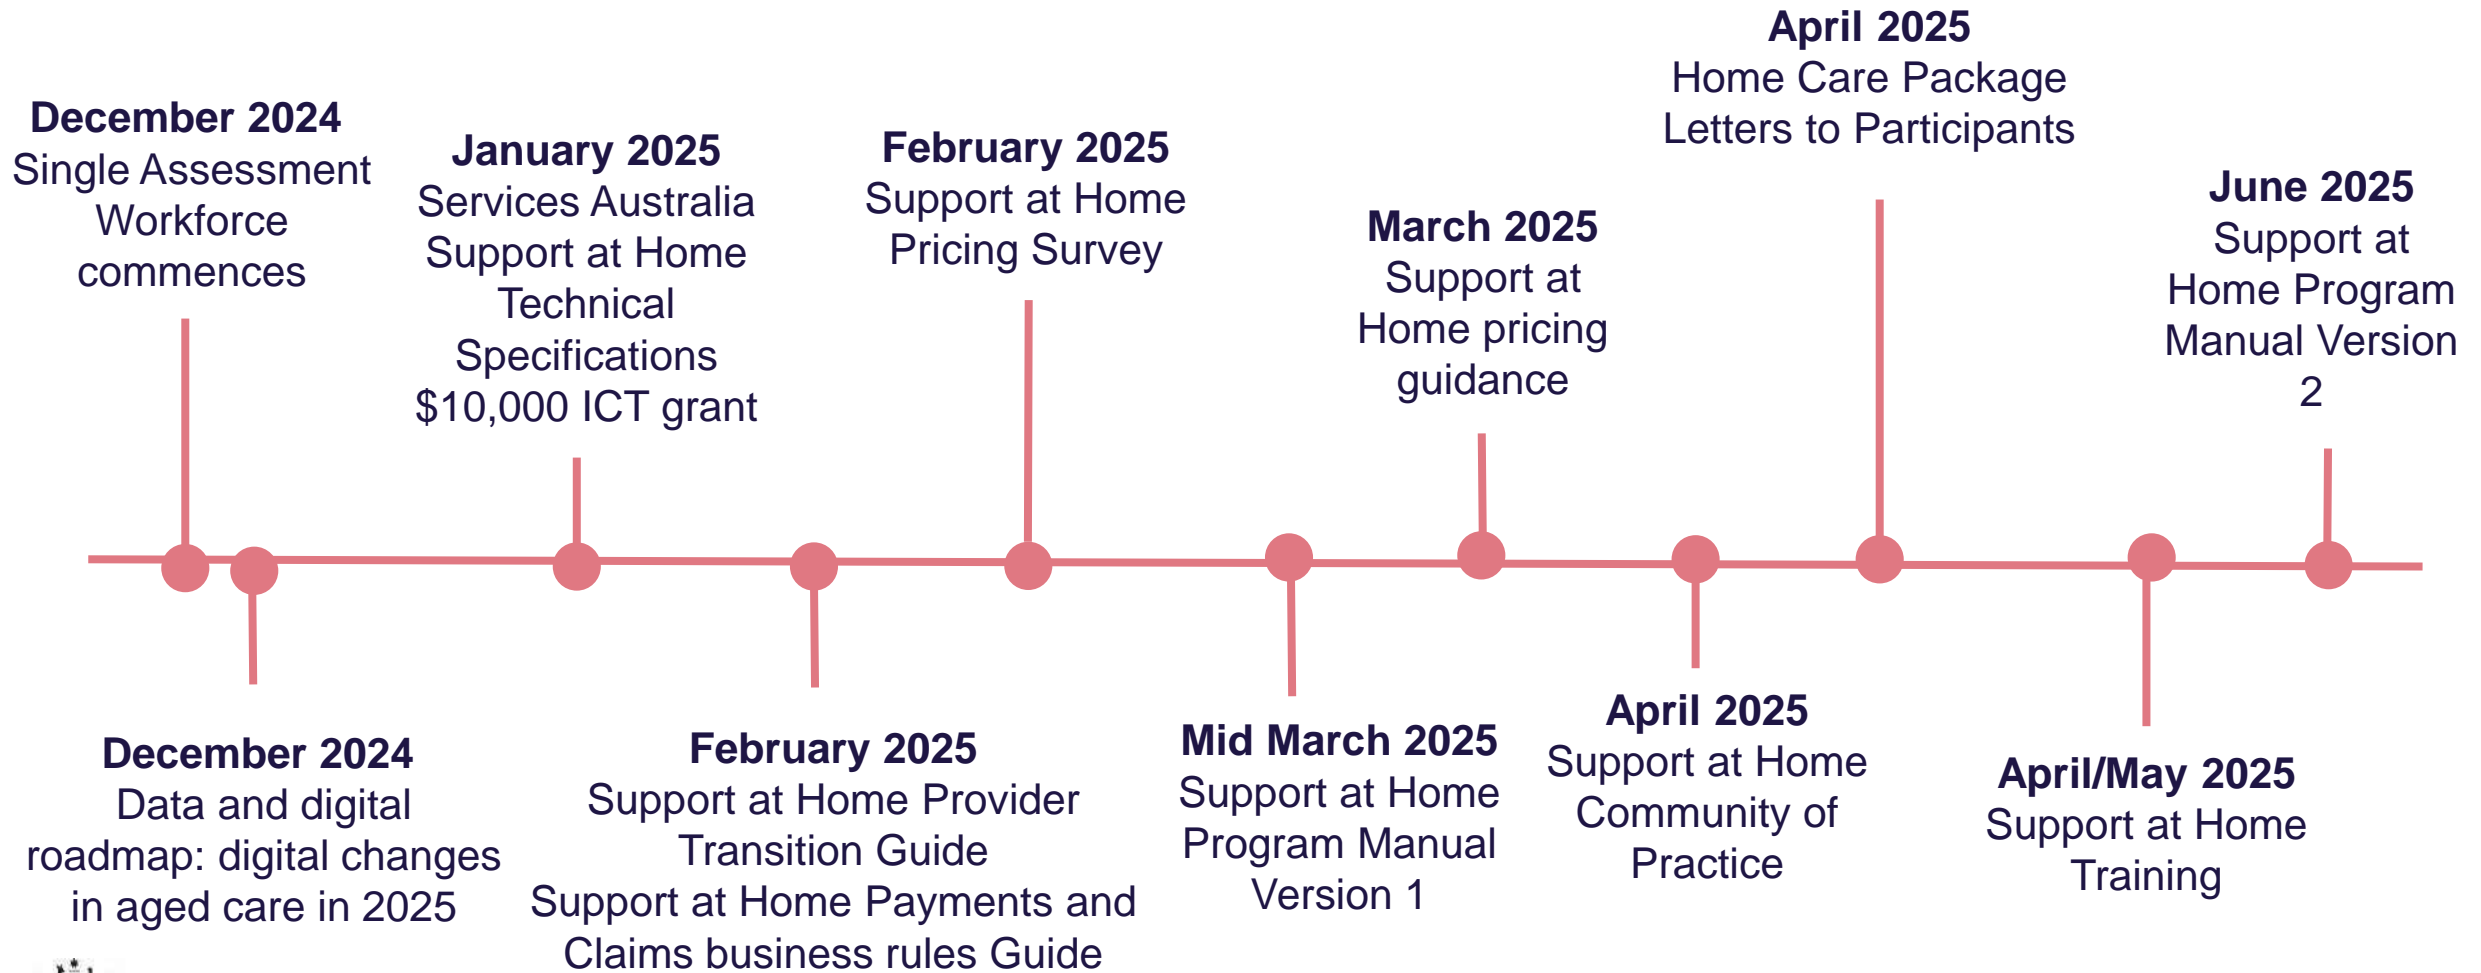 December 2024
Single Assessment
Workforce
commences
January 2025
Services Australia
Support at Home
Technical
Specifications
$10,000 ICT grant
February 2025
Support at Home
Pricing Survey
March 2025
Support at
Home pricing
guidance
April 2025
Home Care Package
Letters to Participants
June 2025
Support at
Home Program
Manual Version
2
December 2024
Data and digital
roadmap: digital changes
in aged care in 2025
February 2025
Support at Home Provider
Transition Guide
Support at Home Payments and
Claims business rules Guide
Mid March 2025
Support at Home
Program Manual
Version 1
April 2025
Support at Home
Community of
Practice
April/May 2025
Support at Home
Training